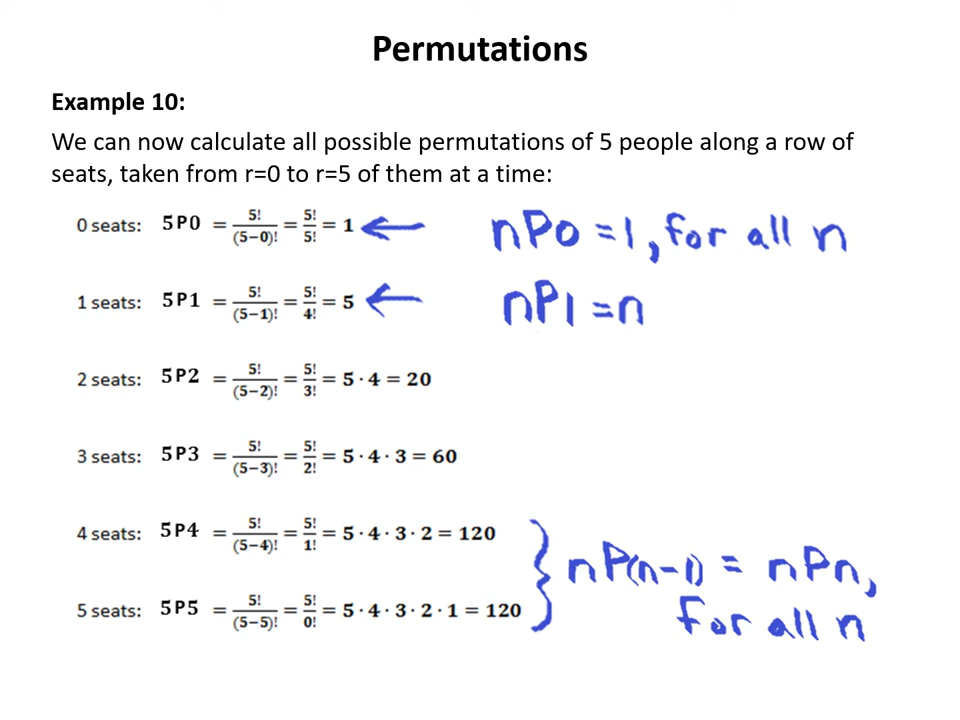 Permutations
Example 10:
We can now calculate all possible permutations of 5 people along a row of
seats, taken from r=0 to r=5 of them at a time:
0 seats: 5P0 = 5!/(5−0)! = 5!/5! = 1 ← nP0 = 1, for all n
1 seats: 5P1 = 5!/(5−1)! = 5!/4! = 5 ← nP1 = n
2 seats: 5P2 = 5!/(5−2)! = 5!/3! = 5 · 4 = 20
3 seats: 5P3 = 5!/(5−3)! = 5!/2! = 5 · 4 · 3 = 60
4 seats: 5P4 = 5!/(5−4)! = 5!/1! = 5 · 4 · 3 · 2 = 120
5 seats: 5P5 = 5!/(5−5)! = 5!/0! = 5 · 4 · 3 · 2 · 1 = 120
} nP(n−1) = nPn,
for all n